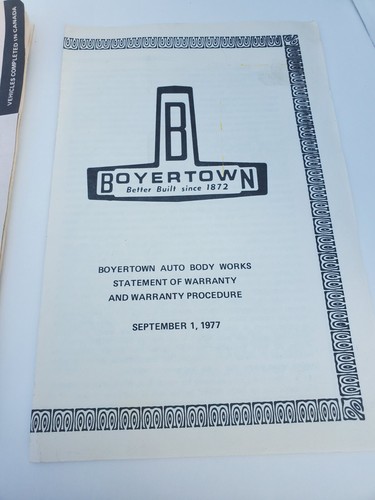 VEHICLES COMPLETED IN CANADA
B
BOYERTOWN
Better Built since 1872
BOYERTOWN AUTO BODY WORKS
STATEMENT OF WARRANTY
AND WARRANTY PROCEDURE
SEPTEMBER 1, 1977